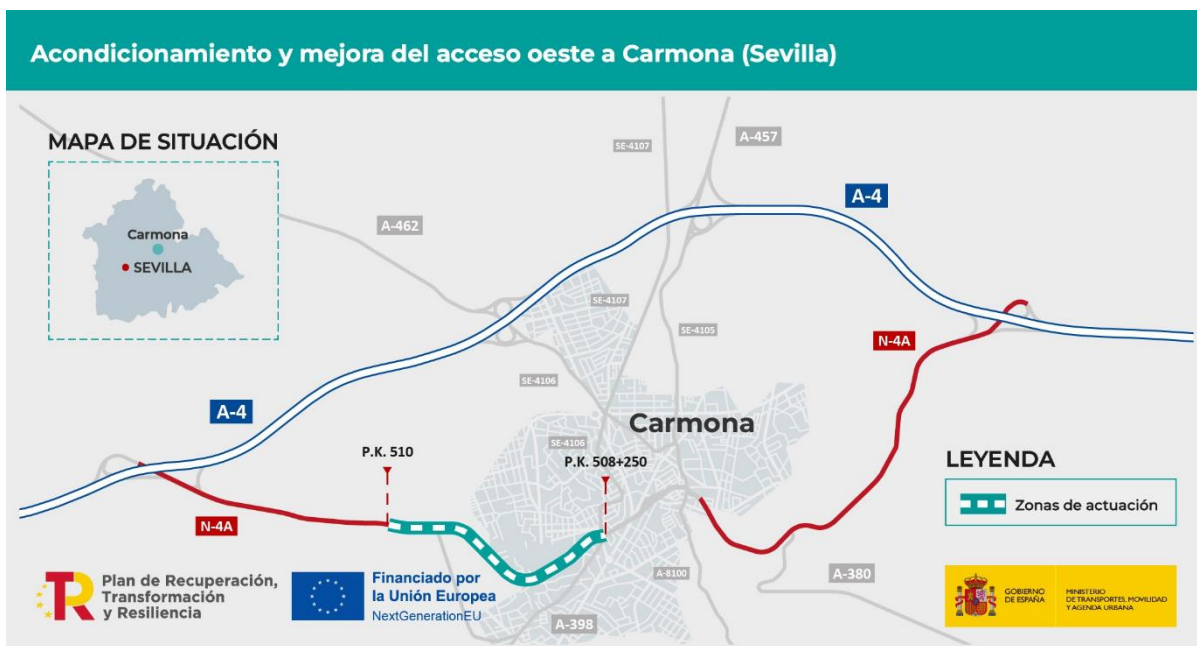 Acondicionamiento y mejora del acceso oeste a Carmona (Sevilla)
MAPA DE SITUACIÓN
Carmona
SEVILLA
SE-4107
A-457
A-462
A-4
SE-4107
SE-4105
N-4A
SE-4106
A-4
Carmona
SE-4106
P.K. 510
P.K. 508+250
LEYENDA
Zonas de actuación
N-4A
A-8100
A-380
A-398
Plan de Recuperación,
Transformación
y Resiliencia
Financiado por
la Unión Europea
NextGenerationEU
GOBIERNO
DE ESPAÑA
MINISTERIO
DE TRANSPORTES, MOVILIDAD
Y AGENDA URBANA